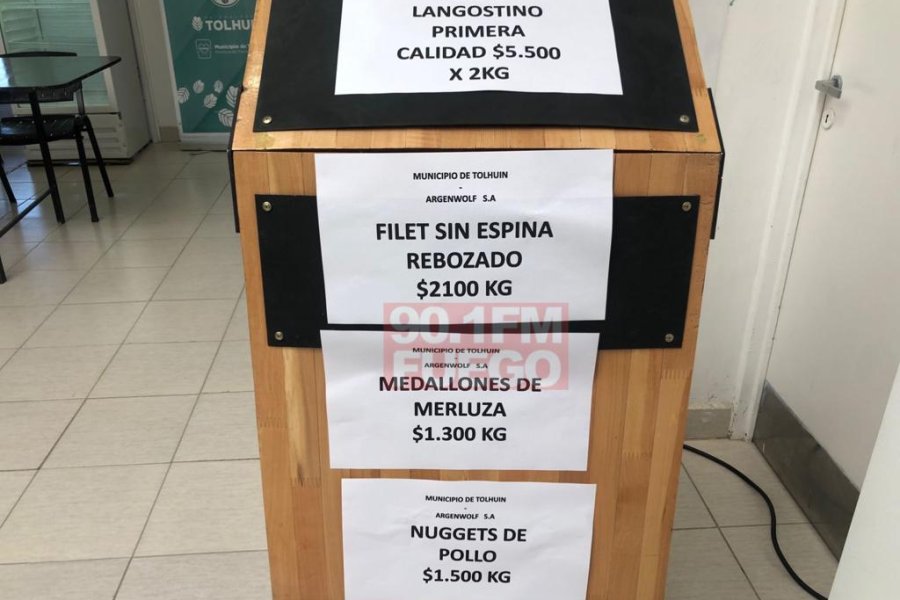 TOLHUIN
Municipio de T
LANGOSTINO
PRIMERA
CALIDAD $5.500
X 2KG
MUNICIPIO DE TOLHUIN
-
ARGENWOLF S.A
FILET SIN ESPINA
REBOZADO
$2100 KG
90.1FM
FUEGO
MUNICIPIO DE TOLHUIN
-
ARGENWOLF S.A
MEDALLONES DE
MERLUZA
$1.300 KG
MUNICIPIO DE TOLHUIN
-
ARGENWOLF S.A
NUGGETS DE
POLLO
$1.500 KG